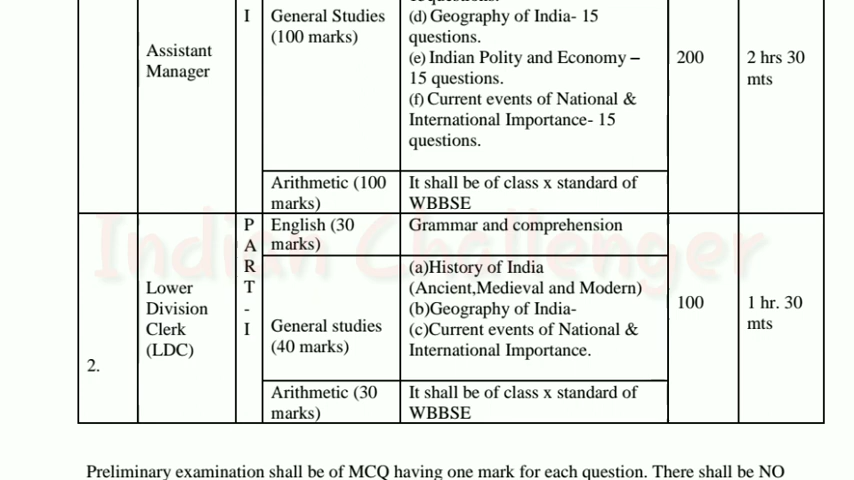 I General Studies (d) Geography of India- 15
(100 marks) questions.
Assistant (e) Indian Polity and Economy – 200 2 hrs 30
Manager 15 questions. mts
(f) Current events of National &
International Importance- 15
questions.
Arithmetic (100 It shall be of class x standard of
marks) WBBSE
P English (30 Grammar and comprehension
A marks)
R (a)History of India
Lower T (Ancient,Medieval and Modern)
Division - (b)Geography of India- 100 1 hr. 30
Clerk I General studies (c)Current events of National & mts
(LDC) (40 marks) International Importance.
2.
Arithmetic (30 It shall be of class x standard of
marks) WBBSE
Indian Challenger
Preliminary examination shall be of MCQ having one mark for each question. There shall be NO